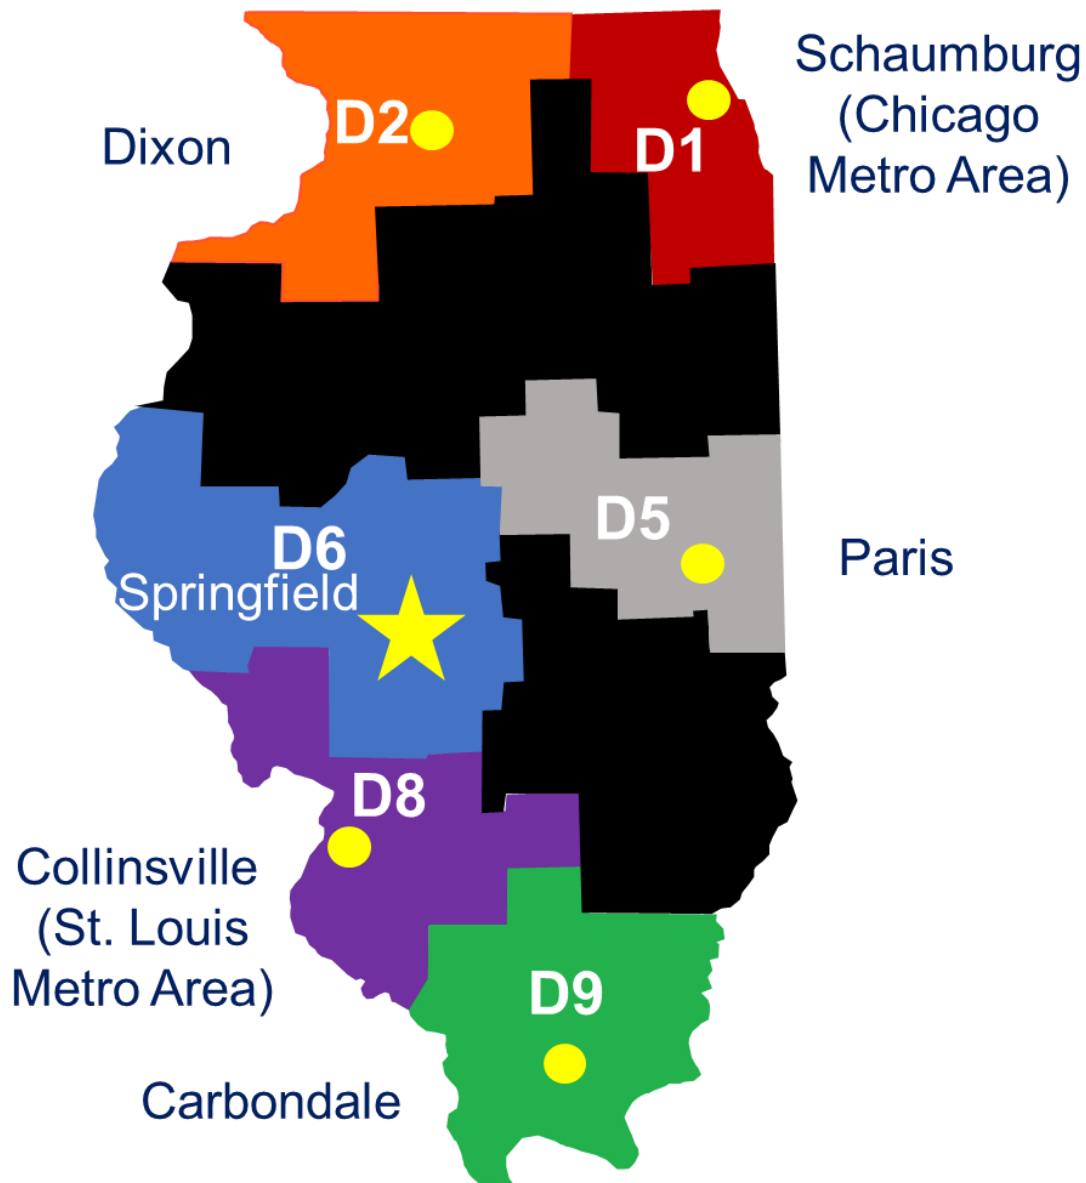 Schaumburg
(Chicago
Metro Area)
D2
D1
Dixon
D5
D6
Paris
Springfield
D8
Collinsville
(St. Louis
Metro Area)
D9
Carbondale